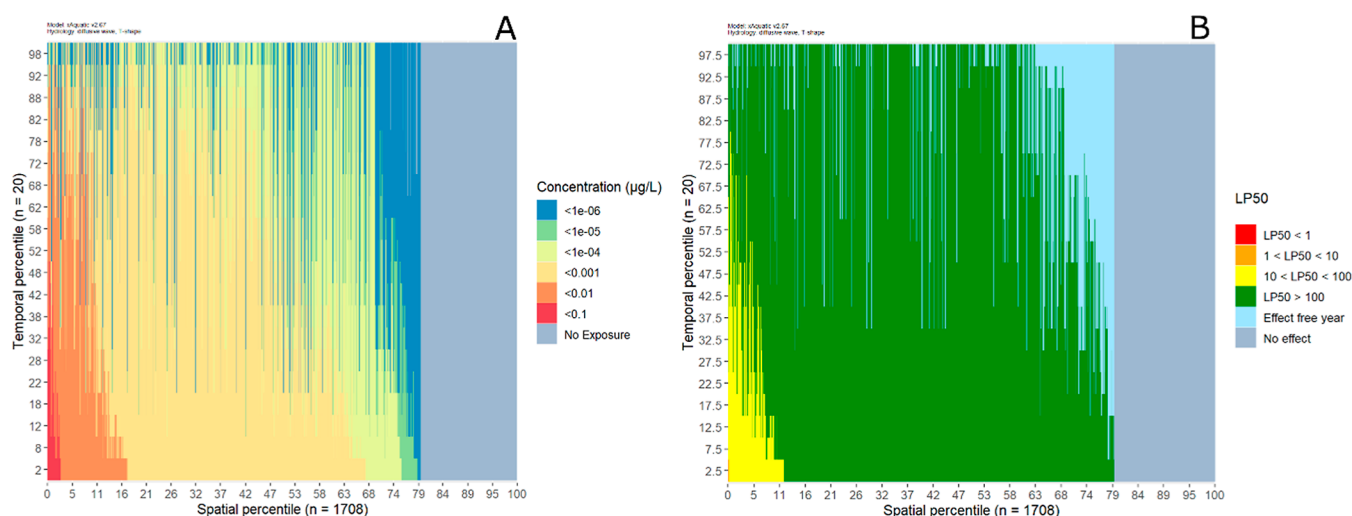 Model: xAquatic v2.67
Hydrology: diffusive wave, T-shape
A
98
92
88
82
78
72
68
62
58
52
48
42
38
32
28
22
18
12
8
2
Temporal percentile (n = 20)
0 5 11 16 21 26 32 37 42 47 53 58 63 68 74 79 84 89 95 100
Spatial percentile (n = 1708)
Concentration (µg/L)
<1e-06
<1e-05
<1e-04
<0.001
<0.01
<0.1
No Exposure
Model: xAquatic v2.67
Hydrology: diffusive wave, T-shape
B
97.5
92.5
87.5
82.5
77.5
72.5
67.5
62.5
57.5
52.5
47.5
42.5
37.5
32.5
27.5
22.5
17.5
12.5
7.5
2.5
Temporal percentile (n = 20)
0 5 11 16 21 26 32 37 42 47 53 58 63 68 74 79 84 89 95 100
Spatial percentile (n = 1708)
LP50
LP50 < 1
1 < LP50 < 10
10 < LP50 < 100
LP50 > 100
Effect free year
No effect